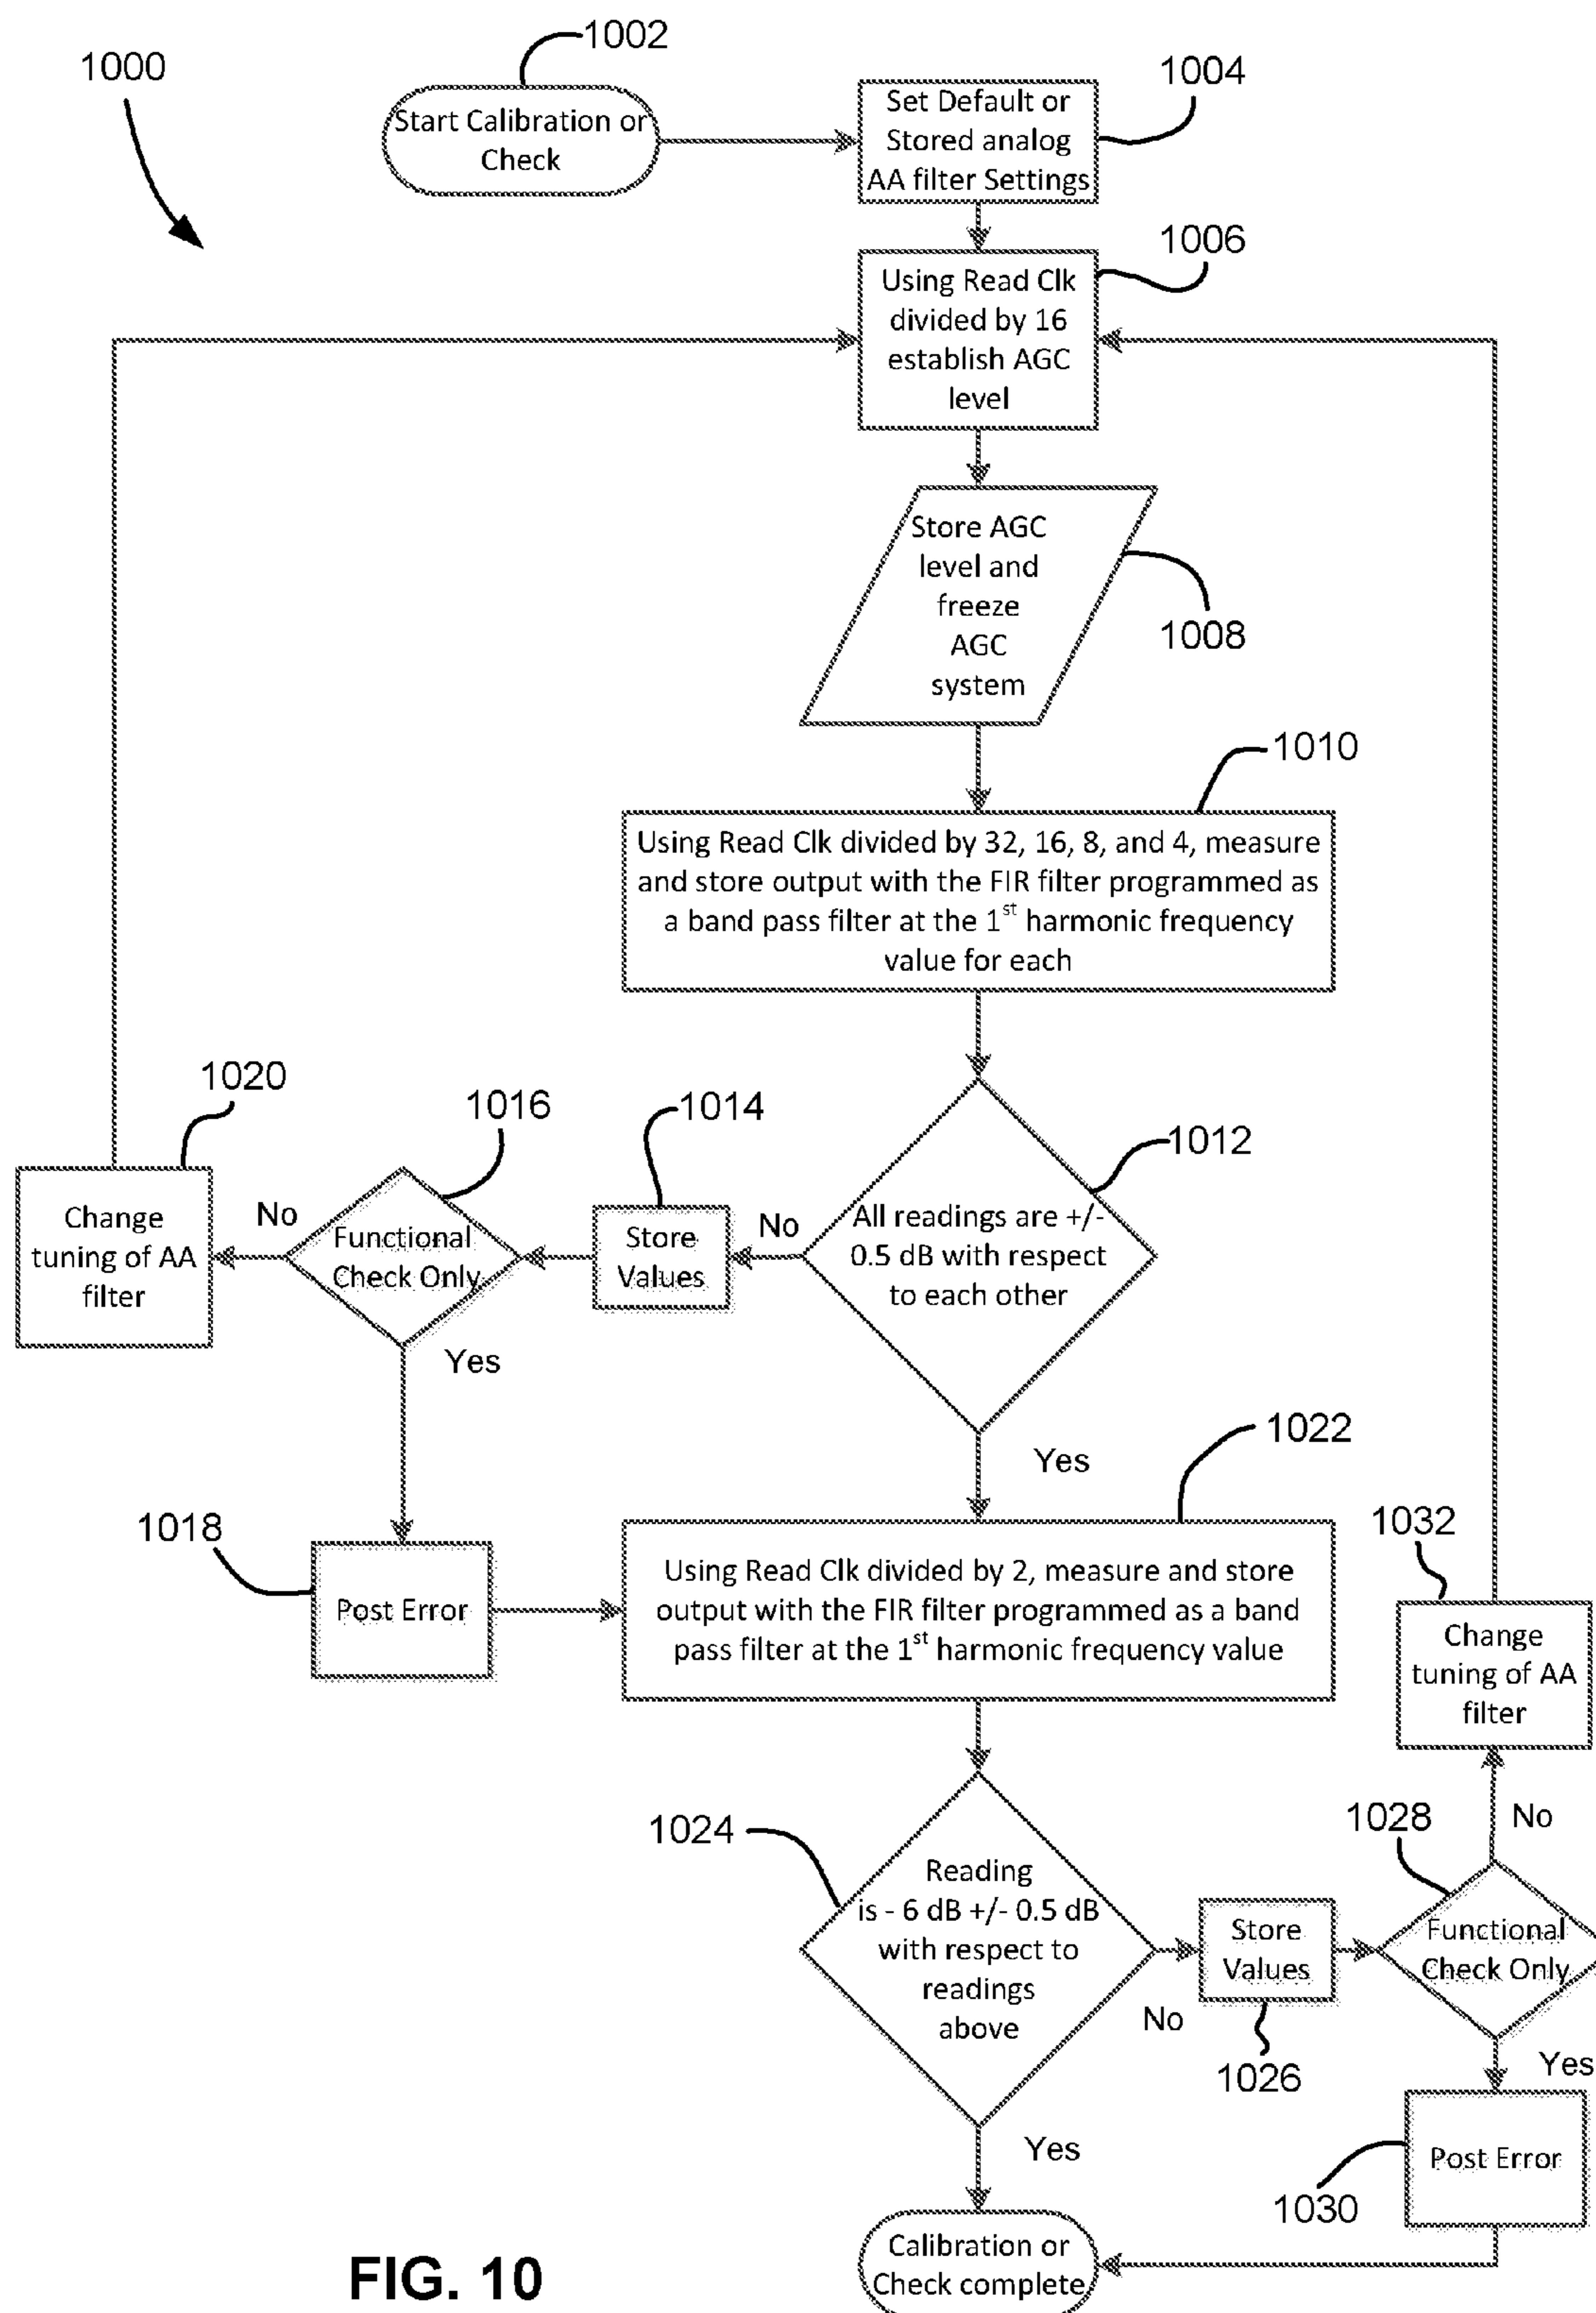 1000
1002
Start Calibration or
Check
1004
Set Default or
Stored analog
AA filter Settings
1006
Using Read Clk
divided by 16
establish AGC
level
Store AGC
level and
freeze
AGC
system
1008
1010
Using Read Clk divided by 32, 16, 8, and 4, measure
and store output with the FIR filter programmed as
a band pass filter at the 1st harmonic frequency
value for each
1012
All readings are +/-
0.5 dB with respect
to each other
No
1014
Store
Values
1016
Functional
Check Only
No
1020
Change
tuning of AA
filter
Yes
Yes
1018
Post Error
1022
Using Read Clk divided by 2, measure and store
output with the FIR filter programmed as a band
pass filter at the 1st harmonic frequency value
1024
Reading
is - 6 dB +/- 0.5 dB
with respect to
readings
above
No
Store
Values
1026
1028
Functional
Check Only
No
1032
Change
tuning of AA
filter
Yes
Post Error
1030
Yes
Calibration or
Check complete
FIG. 10